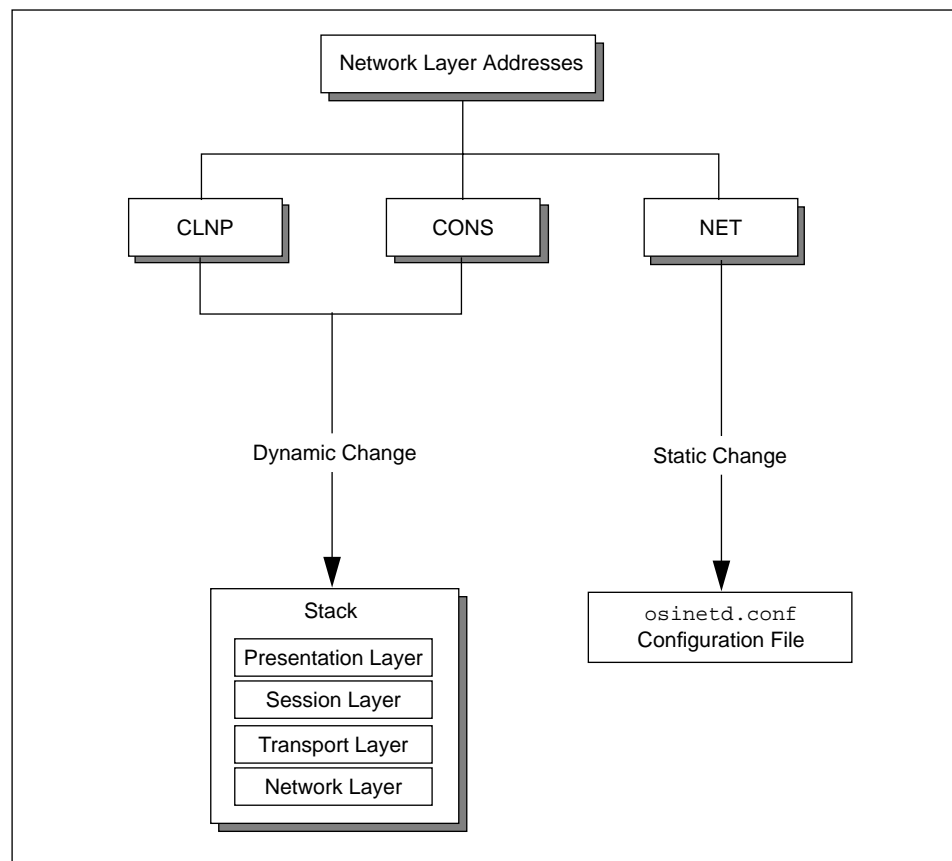 Network Layer Addresses
CLNP
CONS
NET
Dynamic Change
Static Change
Stack
Presentation Layer
Session Layer
Transport Layer
Network Layer
osinetd.conf
Configuration File